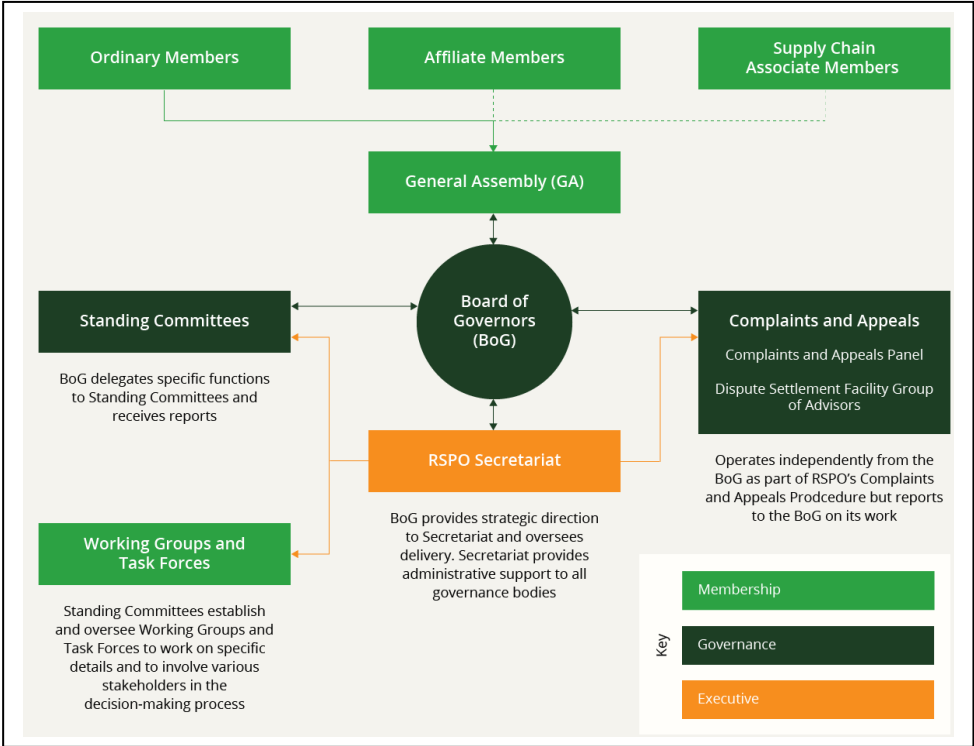 Ordinary Members
Affiliate Members
Supply Chain
Associate Members
General Assembly (GA)
Board of
Governors
(BoG)
Standing Committees
BoG delegates specific functions
to Standing Committees and
receives reports
Complaints and Appeals
Complaints and Appeals Panel
Dispute Settlement Facility Group
of Advisors
Operates independently from the
BoG as part of RSPO’s Complaints
and Appeals Prodcedure but reports
to the BoG on its work
RSPO Secretariat
BoG provides strategic direction
to Secretariat and oversees
delivery. Secretariat provides
administrative support to all
governance bodies
Working Groups and
Task Forces
Standing Committees establish
and oversee Working Groups and
Task Forces to work on specific
details and to involve various
stakeholders in the
decision-making process
Key
Membership
Governance
Executive